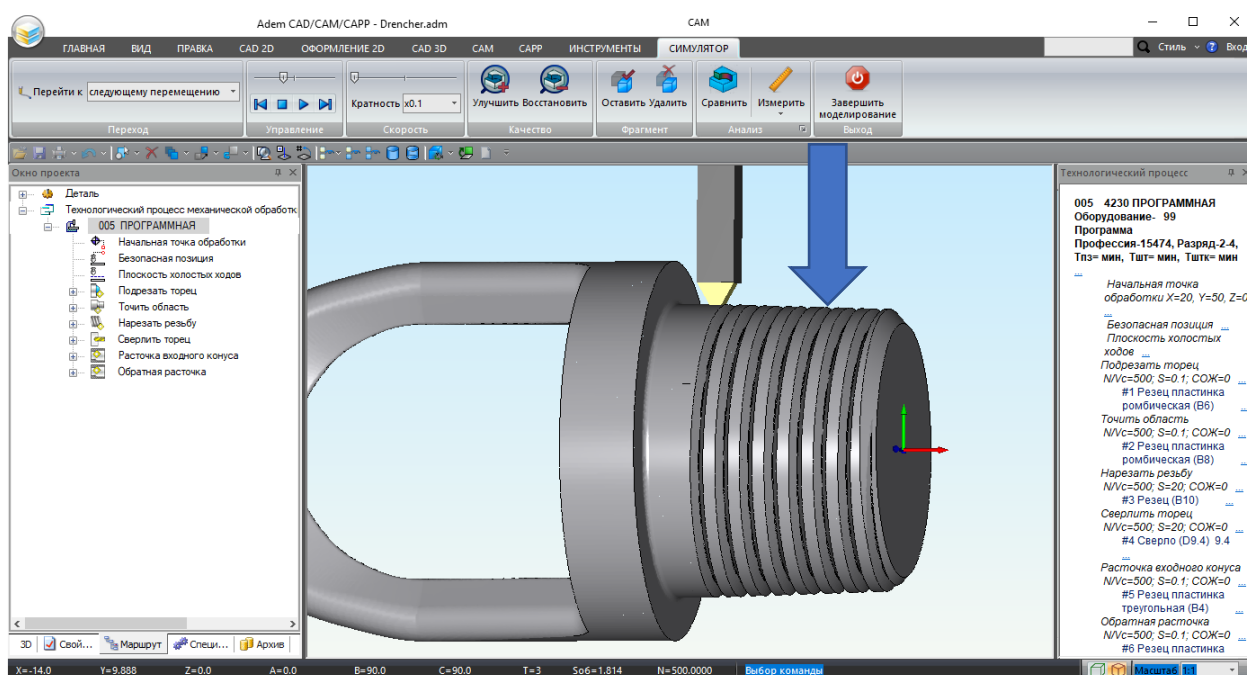 Adem CAD/CAM/CAPP - Drencher.adm
CAM
ГЛАВНАЯ ВИД ПРАВКА CAD 2D ОФОРМЛЕНИЕ 2D CAD 3D CAM CAPP ИНСТРУМЕНТЫ СИМУЛЯТОР
Стиль
Вход
Перейти к следующему перемещению
Кратность x0.1
Улучшить Восстановить
Оставить Удалить
Сравнить Измерить
Завершить
моделирование
Переход Управление Скорость Качество Фрагмент Анализ Выход
Окно проекта
Деталь
Технологический процесс механической обработк
005 ПРОГРАММНАЯ
Начальная точка обработки
Безопасная позиция
Плоскость холостых ходов
Подрезать торец
Точить область
Нарезать резьбу
Сверлить торец
Расточка входного конуса
Обратная расточка
3D Свой... Маршрут Специ... Архив
Технологический процесс
005 4230 ПРОГРАММНАЯ
Оборудование- 99
Программа
Профессия-15474, Разряд-2-4,
Тпз= мин, Тшт= мин, Тштк= мин
...
Начальная точка
обработки X=20, Y=50, Z=0
...
Безопасная позиция ...
Плоскость холостых
ходов ...
Подрезать торец
N/Vc=500; S=0.1; СОЖ=0 ...
#1 Резец пластинка
ромбическая (В6) ...
Точить область
N/Vc=500; S=0.1; СОЖ=0 ...
#2 Резец пластинка
ромбическая (В8) ...
Нарезать резьбу
N/Vc=500; S=20; СОЖ=0 ...
#3 Резец (В10) ...
Сверлить торец
N/Vc=500; S=20; СОЖ=0 ...
#4 Сверло (D9.4) 9.4
...
Расточка входного конуса
N/Vc=500; S=0.1; СОЖ=0 ...
#5 Резец пластинка
треугольная (В4) ...
Обратная расточка
N/Vc=500; S=0.1; СОЖ=0 ...
#6 Резец пластинка
X=-14.0 Y=9.888 Z=0.0 A=0.0 B=90.0 C=90.0 T=3 Sоб=1.814 N=500.0000 Выбор команды
Масштаб 1:1